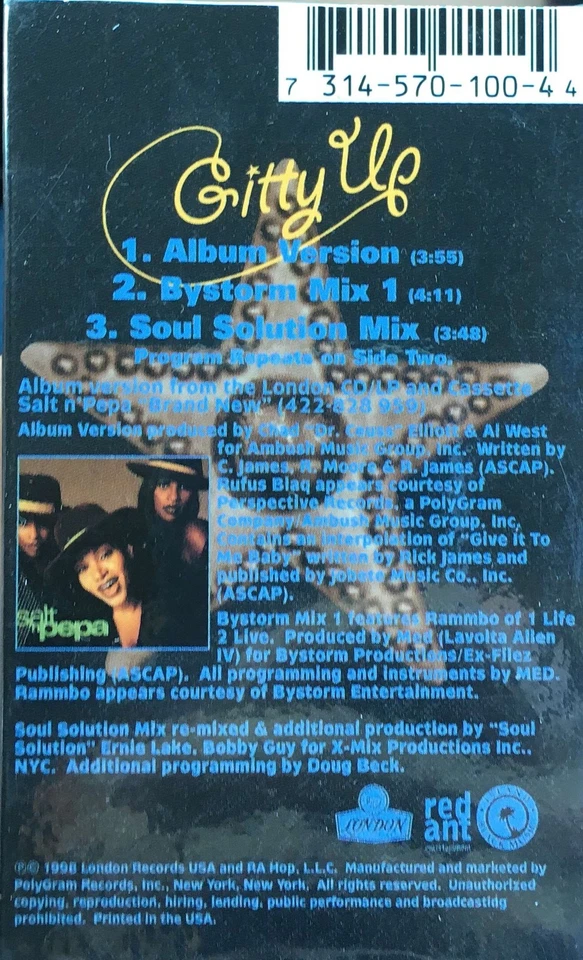 7 314-570-100-4 4
Gitty Up
1. Album Version (3:55)
2. Bystorm Mix 1 (4:11)
3. Soul Solution Mix (3:48)
Program Repeats on Side Two.
Album version from the London CD/LP and Cassette
Salt n' Pepa "Brand New" (422-828 959)
Album Version produced by Chad "Dr. Ceuss" Elliott & Al West
for Ambush Music Group, Inc. Written by
C. James, K. Moore & R. James (ASCAP).
Rufus Blaq appears courtesy of
Perspective Records, a PolyGram
Company/Ambush Music Group, Inc.
Contains an interpolation of "Give it To
Me Baby" written by Rick James and
published by Jobete Music Co., Inc.
(ASCAP).
salt
pepa
Bystorm Mix 1 features Rammbo of 1 Life
2 Live. Produced by Med (Lavolta Allen
IV) for Bystorm Productions/Ex-Filez
Publishing (ASCAP). All programming and instruments by MED.
Rammbo appears courtesy of Bystorm Entertainment.
Soul Solution Mix re-mixed & additional production by "Soul
Solution" Ernie Lake, Bobby Guy for X-Mix Productions Inc.,
NYC. Additional programming by Doug Beck.
LONDON
red
ant
entertainment
ISLAND
BLACK MUSIC
℗© 1998 London Records USA and RA Hop, L.L.C. Manufactured and marketed by
PolyGram Records, Inc., New York, New York. All rights reserved. Unauthorized
copying, reproduction, hiring, lending, public performance and broadcasting
prohibited. Printed in the USA.